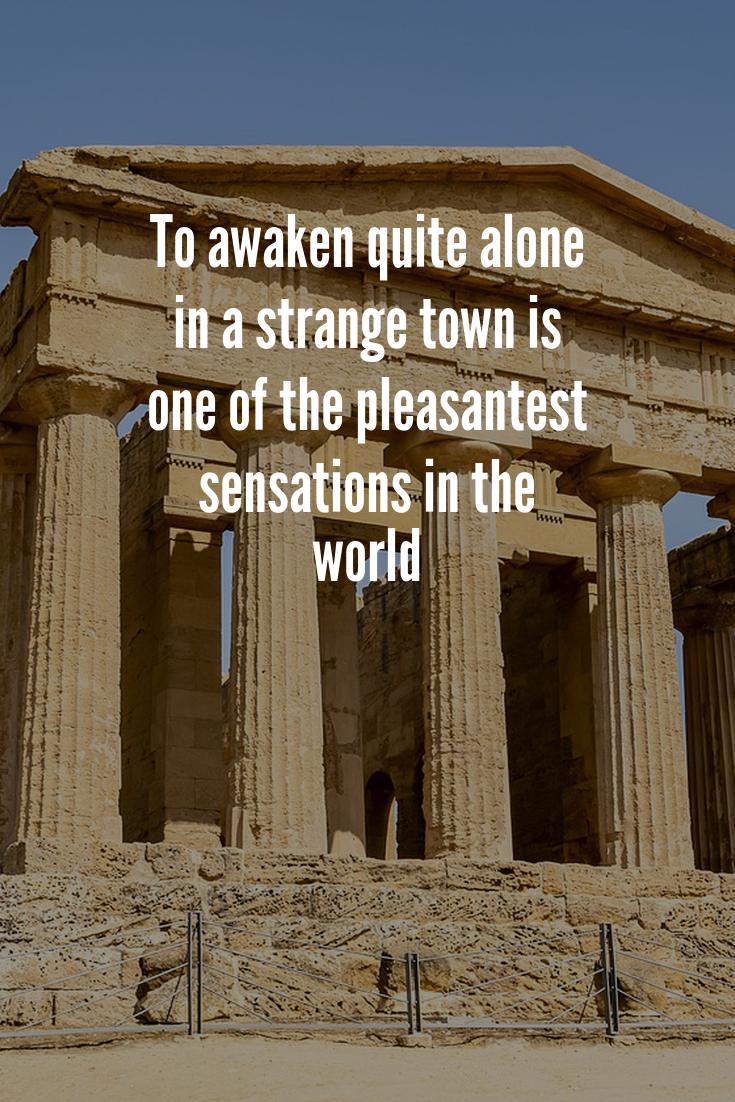 To awaken quite alone
in a strange town is
one of the pleasantest
sensations in the
world